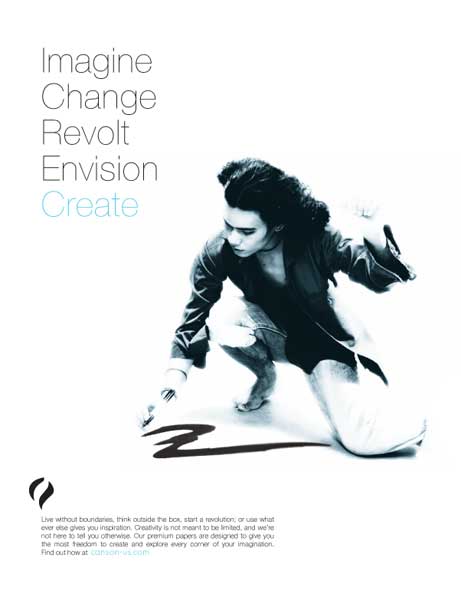 Imagine
Change
Revolt
Envision
Create
Live without boundaries, think outside the box, start a revolution, or use what
ever else gives you inspiration. Creativity is not meant to be limited, and we're
not here to tell you otherwise. Our premium papers are designed to give you
the most freedom to create and explore every corner of your imagination.
Find out how at canson-us.com